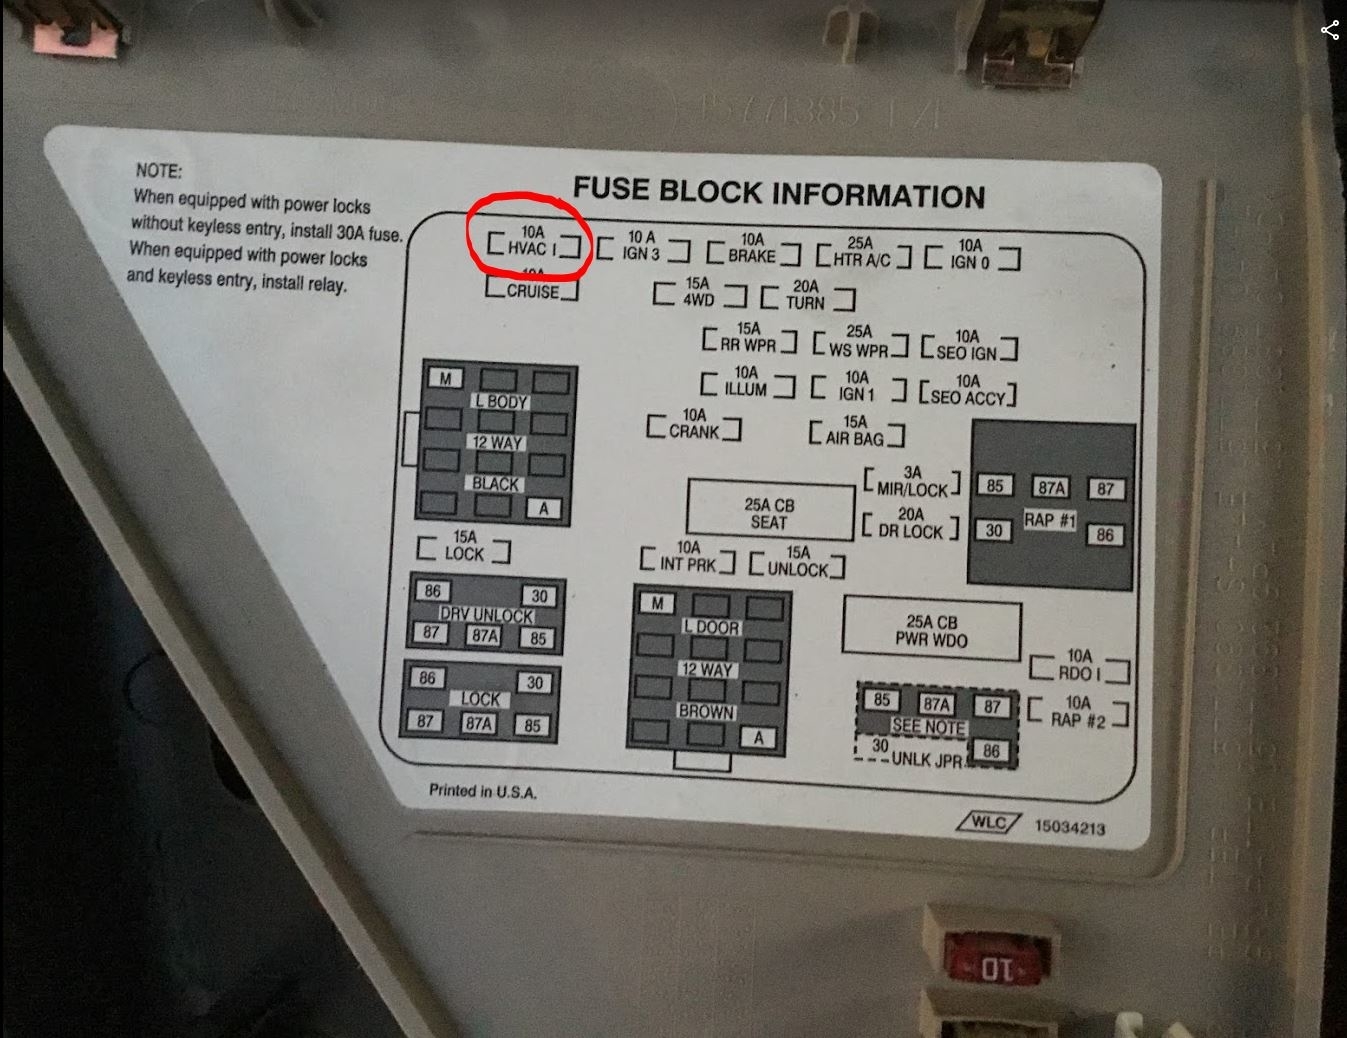 NOTE:
When equipped with power locks
without keyless entry, install 30A fuse.
When equipped with power locks
and keyless entry, install relay.
FUSE BLOCK INFORMATION
10A
HVAC I
10 A
IGN 3
10A
BRAKE
25A
HTR A/C
10A
IGN 0
10A
CRUISE
15A
4WD
20A
TURN
15A
RR WPR
25A
WS WPR
10A
SEO IGN
10A
ILLUM
10A
IGN 1
10A
SEO ACCY
10A
CRANK
15A
AIR BAG
M
L BODY
12 WAY
BLACK
A
25A CB
SEAT
3A
MIR/LOCK
20A
DR LOCK
85 87A 87
RAP #1
30 86
15A
LOCK
10A
INT PRK
15A
UNLOCK
86 30
DRV UNLOCK
87 87A 85
86 30
LOCK
87 87A 85
M
L DOOR
12 WAY
BROWN
A
25A CB
PWR WDO
10A
RDO I
10A
RAP #2
85 87A 87
SEE NOTE
30 86
UNLK JPR
Printed in U.S.A.
WLC 15034213
10